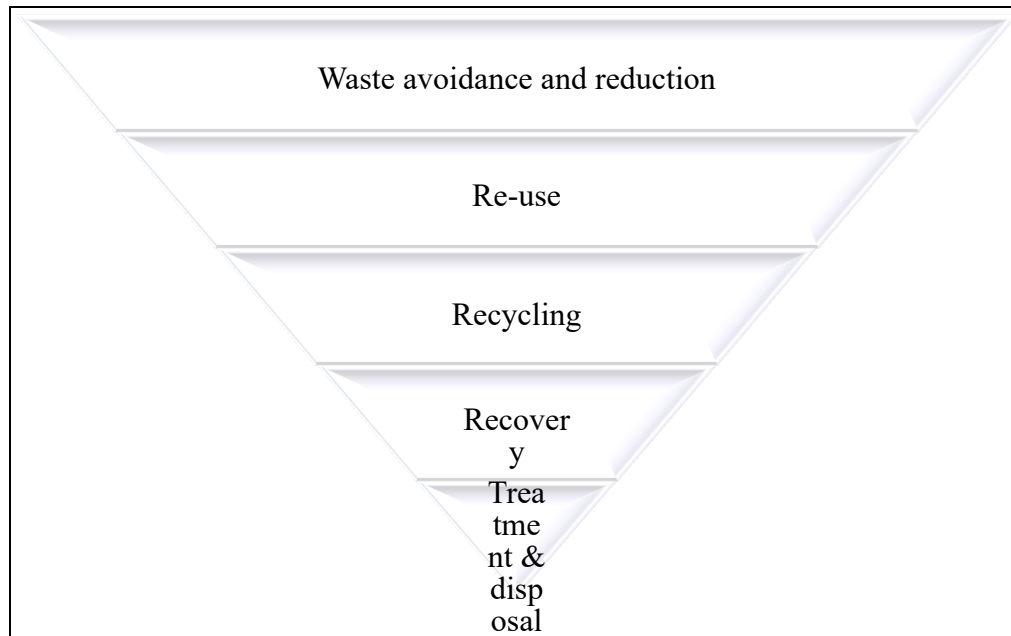 Waste avoidance and reduction
Re-use
Recycling
Recover
y
Trea
tme
nt &
disp
osal